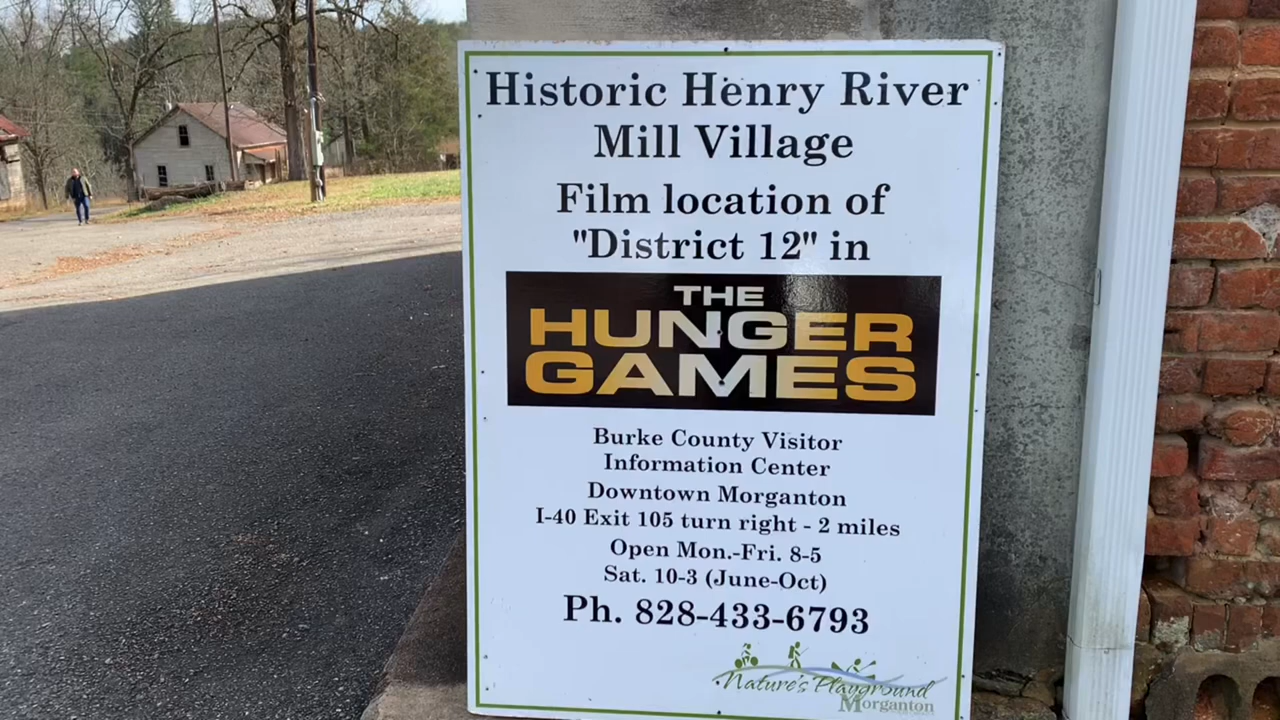 Historic Henry River
Mill Village
Film location of
"District 12" in
THE
HUNGER
GAMES
Burke County Visitor
Information Center
Downtown Morganton
I-40 Exit 105 turn right - 2 miles
Open Mon.-Fri. 8-5
Sat. 10-3 (June-Oct)
Ph. 828-433-6793
Nature's Playground
Morganton